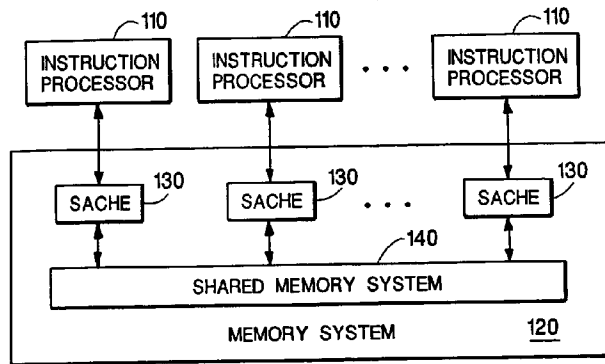 110 110 110
INSTRUCTION PROCESSOR INSTRUCTION PROCESSOR . . . INSTRUCTION PROCESSOR
130 130 130
SACHE SACHE . . . SACHE
140
SHARED MEMORY SYSTEM
MEMORY SYSTEM 120